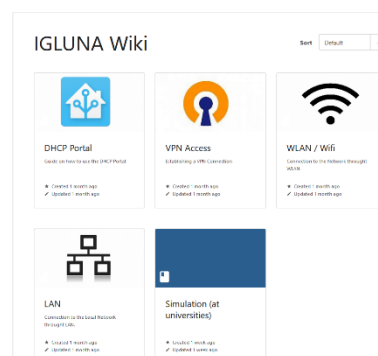 IGLUNA Wiki
Sort Default
DHCP Portal
Guide on how to use the DHCP Portal
★ Created 1 month ago
Updated 1 month ago
VPN Access
Establishing a VPN Connection
★ Created 1 month ago
Updated 1 month ago
WLAN / Wifi
Connection to the Network throught
WLAN
★ Created 1 month ago
Updated 1 month ago
LAN
Connection to the Local Network
throught LAN.
★ Created 1 month ago
Updated 1 month ago
Simulation (at
universities)
★ Created 1 week ago
Updated 1 week ago